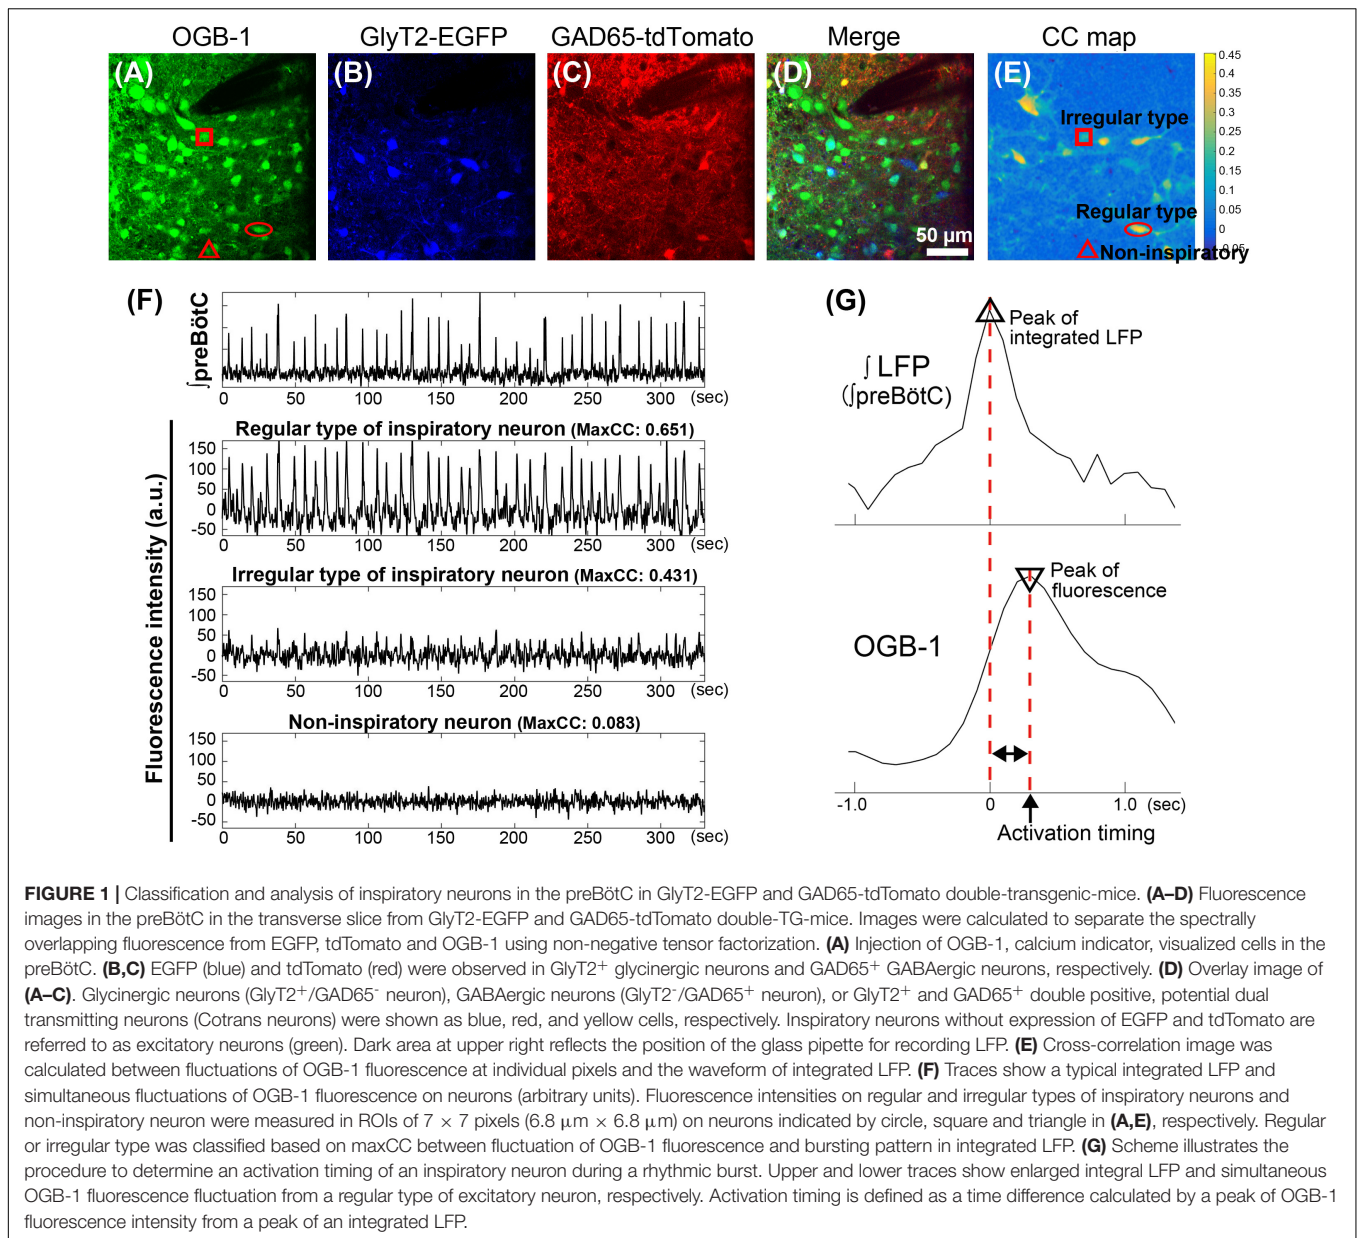 OGB-1 GlyT2-EGFP GAD65-tdTomato Merge CC map
(A) (B) (C) (D) (E)
Irregular type
Regular type
Non-inspiratory
50 µm
0.45
0.4
0.35
0.3
0.25
0.2
0.15
0.1
0.05
0
-0.05
(F)
∫preBötC
0 50 100 150 200 250 300 (sec)
Fluorescence intensity (a.u.)
Regular type of inspiratory neuron (MaxCC: 0.651)
150
100
50
0
-50
0 50 100 150 200 250 300 (sec)
Irregular type of inspiratory neuron (MaxCC: 0.431)
150
100
50
0
-50
0 50 100 150 200 250 300 (sec)
Non-inspiratory neuron (MaxCC: 0.083)
150
100
50
0
-50
0 50 100 150 200 250 300 (sec)
(G)
Peak of
integrated LFP
∫ LFP
(∫preBötC)
Peak of
fluorescence
OGB-1
-1.0 0 1.0 (sec)
Activation timing
FIGURE 1 | Classification and analysis of inspiratory neurons in the preBötC in GlyT2-EGFP and GAD65-tdTomato double-transgenic-mice. (A–D) Fluorescence
images in the preBötC in the transverse slice from GlyT2-EGFP and GAD65-tdTomato double-TG-mice. Images were calculated to separate the spectrally
overlapping fluorescence from EGFP, tdTomato and OGB-1 using non-negative tensor factorization. (A) Injection of OGB-1, calcium indicator, visualized cells in the
preBötC. (B,C) EGFP (blue) and tdTomato (red) were observed in GlyT2⁺ glycinergic neurons and GAD65⁺ GABAergic neurons, respectively. (D) Overlay image of
(A–C). Glycinergic neurons (GlyT2⁺/GAD65⁻ neuron), GABAergic neurons (GlyT2⁻/GAD65⁺ neuron), or GlyT2⁺ and GAD65⁺ double positive, potential dual
transmitting neurons (Cotrans neurons) were shown as blue, red, and yellow cells, respectively. Inspiratory neurons without expression of EGFP and tdTomato are
referred to as excitatory neurons (green). Dark area at upper right reflects the position of the glass pipette for recording LFP. (E) Cross-correlation image was
calculated between fluctuations of OGB-1 fluorescence at individual pixels and the waveform of integrated LFP. (F) Traces show a typical integrated LFP and
simultaneous fluctuations of OGB-1 fluorescence on neurons (arbitrary units). Fluorescence intensities on regular and irregular types of inspiratory neurons and
non-inspiratory neuron were measured in ROIs of 7 × 7 pixels (6.8 µm × 6.8 µm) on neurons indicated by circle, square and triangle in (A,E), respectively. Regular
or irregular type was classified based on maxCC between fluctuation of OGB-1 fluorescence and bursting pattern in integrated LFP. (G) Scheme illustrates the
procedure to determine an activation timing of an inspiratory neuron during a rhythmic burst. Upper and lower traces show enlarged integral LFP and simultaneous
OGB-1 fluorescence fluctuation from a regular type of excitatory neuron, respectively. Activation timing is defined as a time difference calculated by a peak of OGB-1
fluorescence intensity from a peak of an integrated LFP.